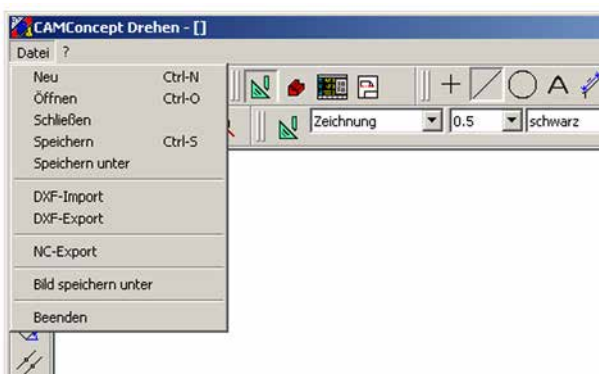 CAMConcept Drehen - []
Datei ?
Neu Ctrl-N
Öffnen Ctrl-O
Schließen
Speichern Ctrl-S
Speichern unter
DXF-Import
DXF-Export
NC-Export
Bild speichern unter
Beenden
A
Zeichnung 0.5 schwarz